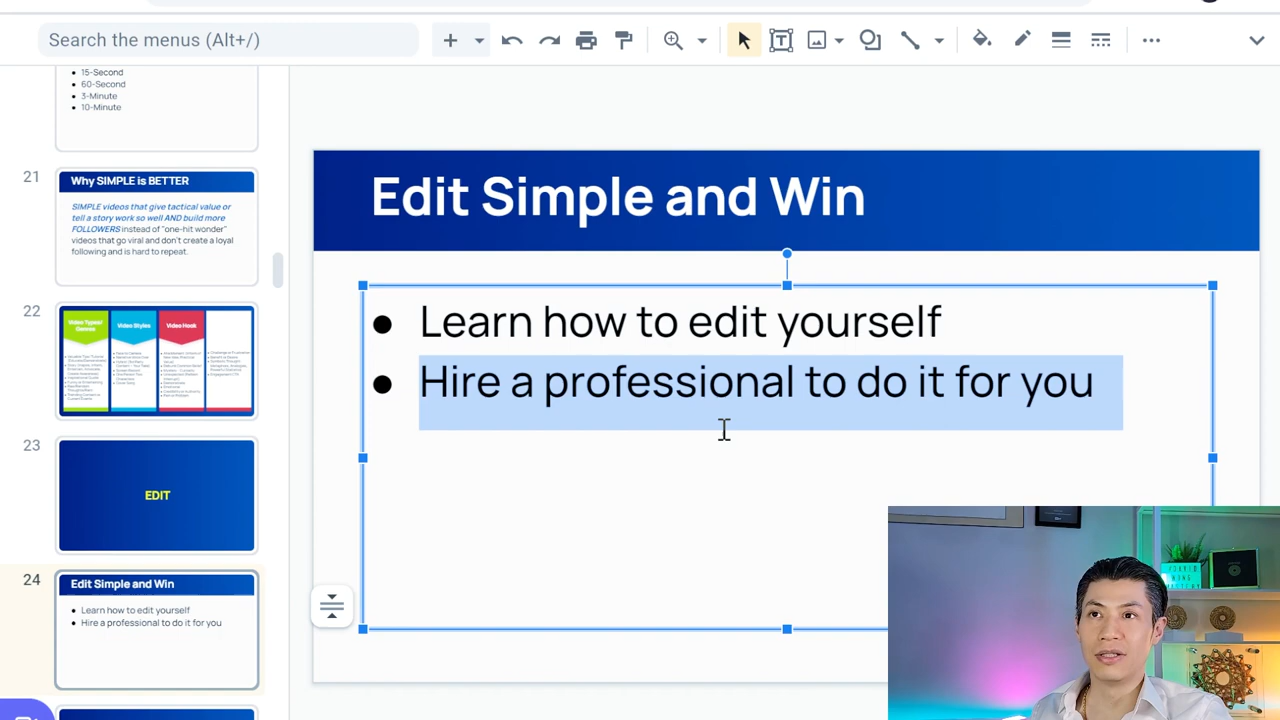 Search the menus (Alt+/)
15-Second
60-Second
3-Minute
10-Minute
21
Why SIMPLE is BETTER
SIMPLE videos that give tactical value or
tell a story work so well AND build more
FOLLOWERS instead of "one-hit wonder"
videos that go viral and don't create a loyal
following and is hard to repeat.
22
Video Types/
Genres
Video Styles
Video Hook
23
EDIT
24
Edit Simple and Win
Learn how to edit yourself
Hire a professional to do it for you
Edit Simple and Win
Learn how to edit yourself
Hire a professional to do it for you